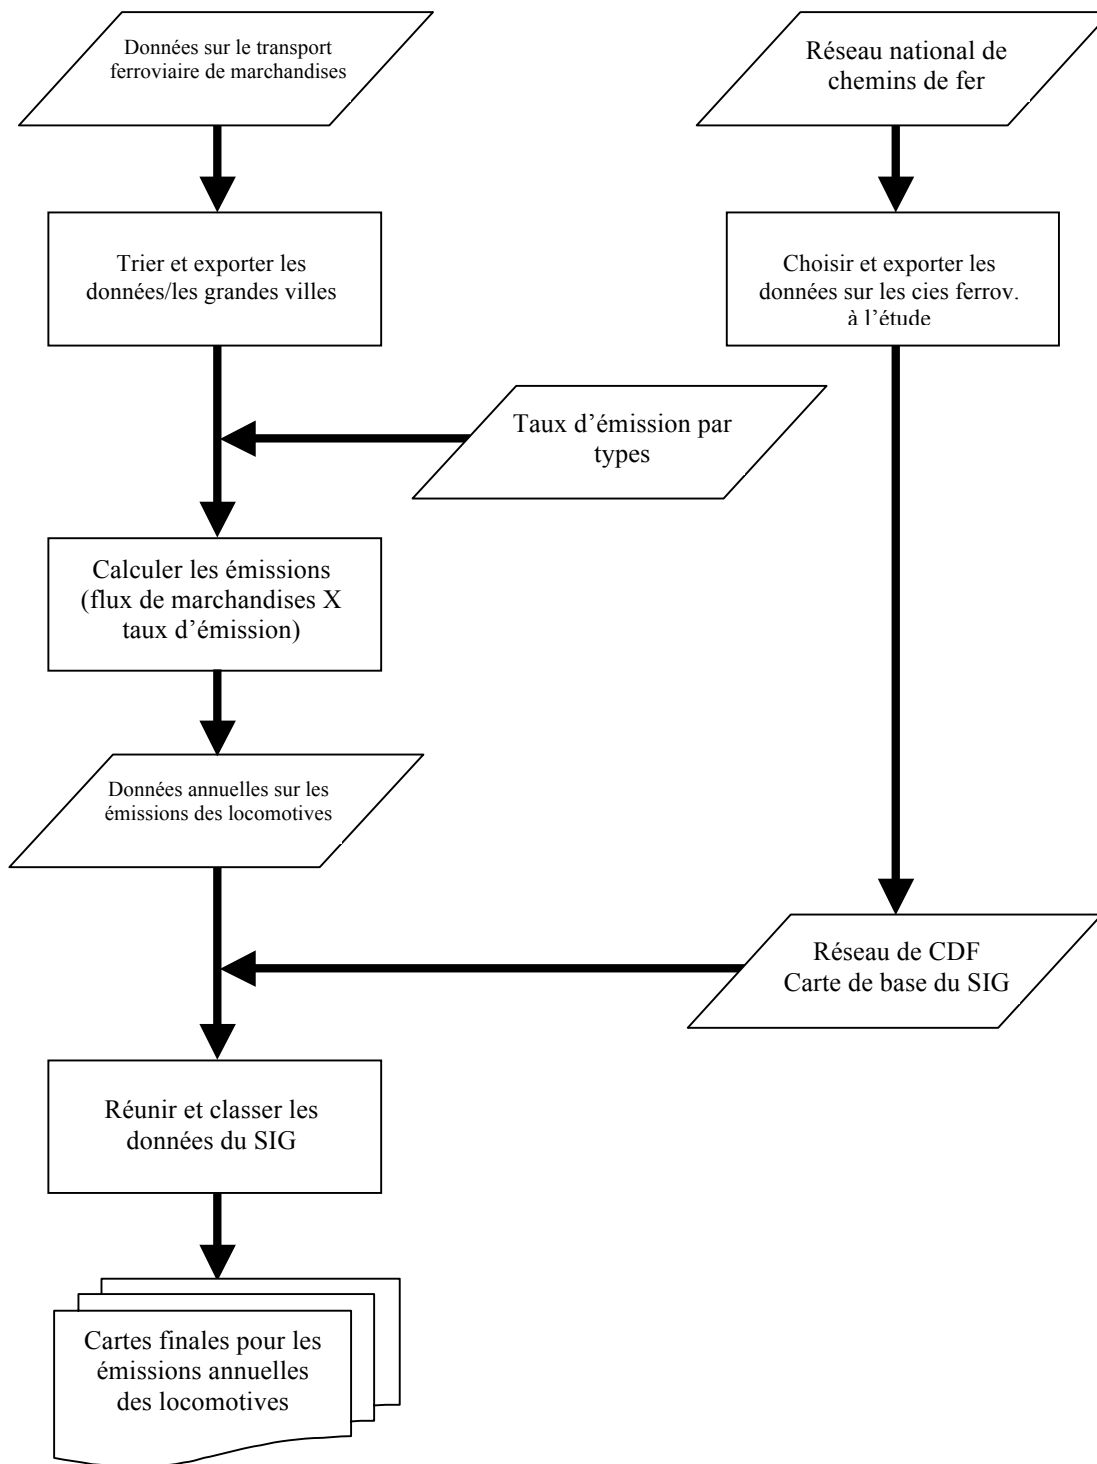 Données sur le transport
ferroviaire de marchandises
Réseau national de
chemins de fer
Trier et exporter les
données/les grandes villes
Choisir et exporter les
données sur les cies ferrov.
à l’étude
Taux d’émission par
types
Calculer les émissions
(flux de marchandises X
taux d’émission)
Données annuelles sur les
émissions des locomotives
Réseau de CDF
Carte de base du SIG
Réunir et classer les
données du SIG
Cartes finales pour les
émissions annuelles
des locomotives